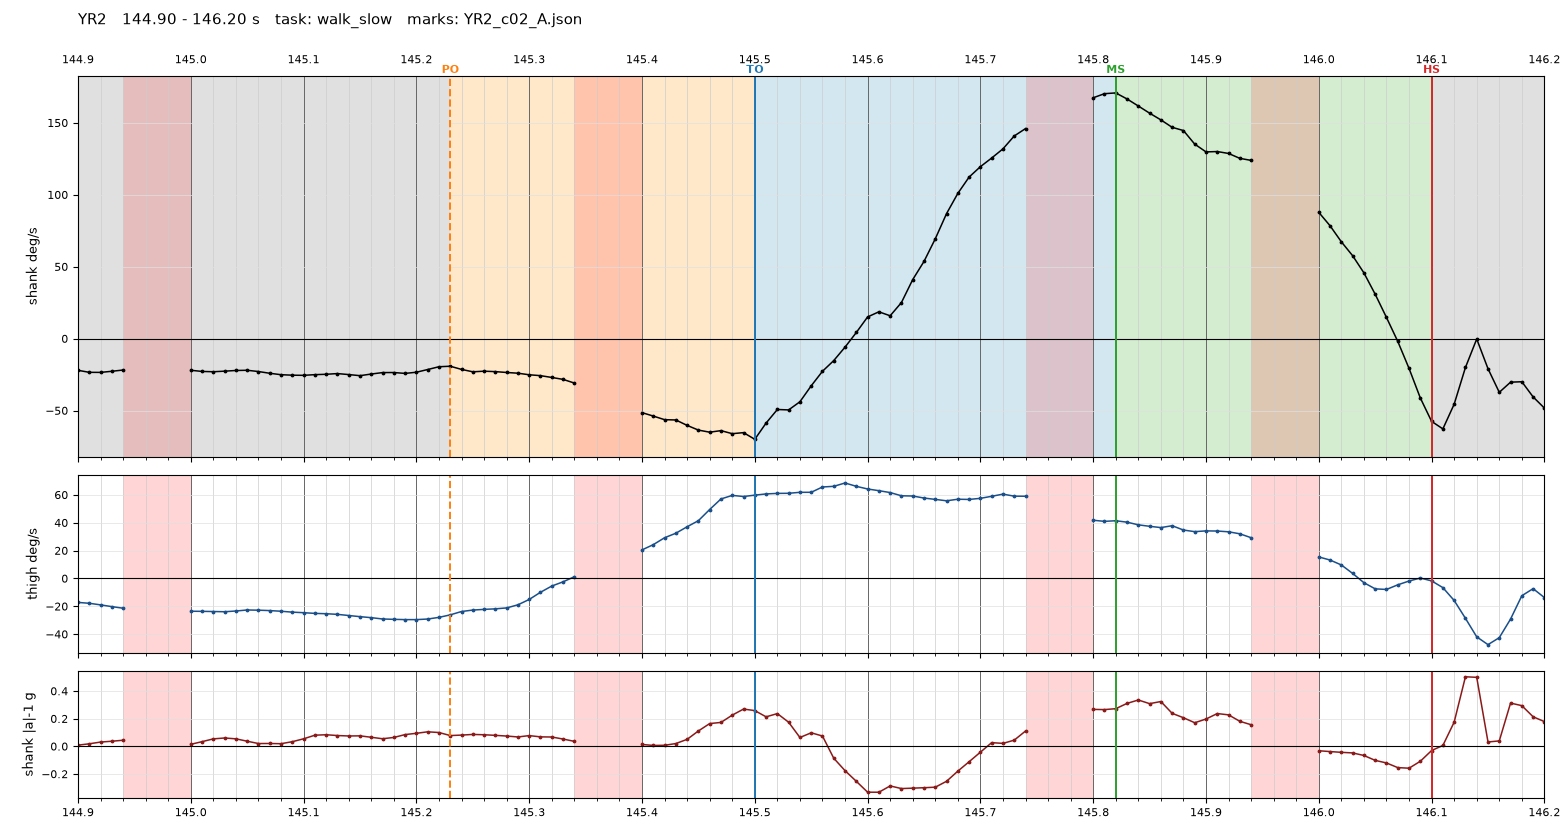 YR2   144.90 - 146.20 s   task: walk_slow   marks: YR2_c02_A.json
144.9 145.0 145.1 145.2 145.3 145.4 145.5 145.6 145.7 145.8 145.9 146.0 146.1 146.2
PO TO MS HS
shank deg/s
150
100
50
0
−50
thigh deg/s
60
40
20
0
−20
−40
shank |a|-1 g
0.4
0.2
0.0
−0.2
144.9 145.0 145.1 145.2 145.3 145.4 145.5 145.6 145.7 145.8 145.9 146.0 146.1 146.2